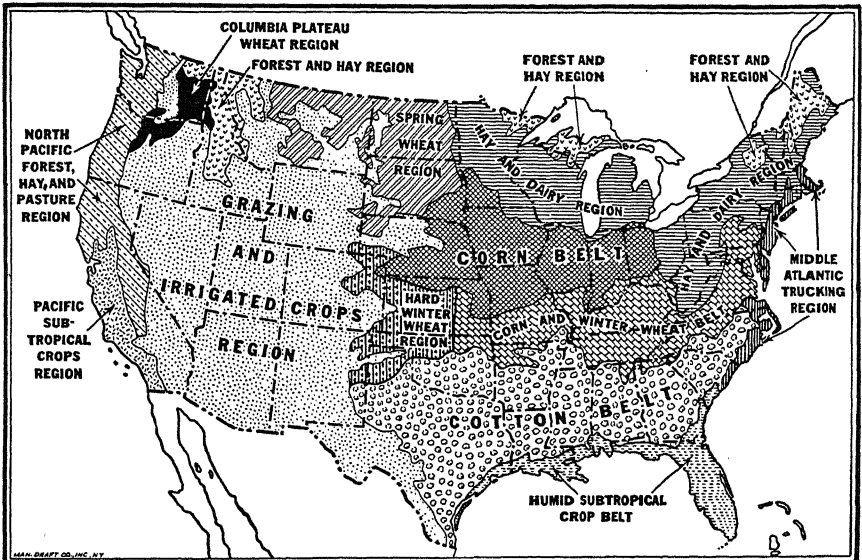 COLUMBIA PLATEAU
WHEAT REGION
FOREST AND HAY REGION
FOREST AND
HAY REGION
FOREST AND
HAY REGION
NORTH
PACIFIC
FOREST,
HAY, AND
PASTURE
REGION
SPRING
WHEAT
REGION
HAY AND DAIRY REGION
HAY AND DAIRY REGION
GRAZING
AND
IRRIGATED CROPS
REGION
CORN BELT
HARD
WINTER
WHEAT
REGION
CORN AND WINTER WHEAT BELT
MIDDLE
ATLANTIC
TRUCKING
REGION
PACIFIC
SUB-
TROPICAL
CROPS
REGION
COTTON BELT
HUMID SUBTROPICAL
CROP BELT
MAN. DRAFT CO., INC., NY